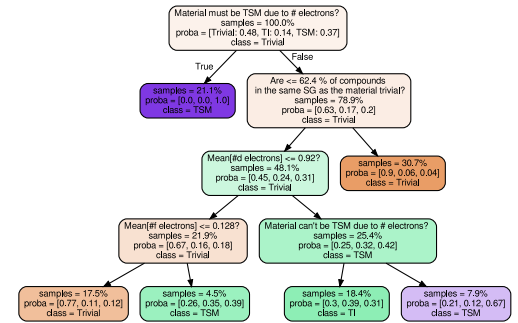 Material must be TSM due to # electrons?
samples = 100.0%
proba = [Trivial: 0.48, TI: 0.14, TSM: 0.37]
class = Trivial
True
False
samples = 21.1%
proba = [0.0, 0.0, 1.0]
class = TSM
Are <= 62.4 % of compounds
in the same SG as the material trivial?
samples = 78.9%
proba = [0.63, 0.17, 0.2]
class = Trivial
Mean[#d electrons] <= 0.92?
samples = 48.1%
proba = [0.45, 0.24, 0.31]
class = Trivial
samples = 30.7%
proba = [0.9, 0.06, 0.04]
class = Trivial
Mean[#f electrons] <= 0.128?
samples = 21.9%
proba = [0.67, 0.16, 0.18]
class = Trivial
Material can't be TSM due to # electrons?
samples = 25.4%
proba = [0.25, 0.32, 0.42]
class = TSM
samples = 17.5%
proba = [0.77, 0.11, 0.12]
class = Trivial
samples = 4.5%
proba = [0.26, 0.35, 0.39]
class = TSM
samples = 18.4%
proba = [0.3, 0.39, 0.31]
class = TI
samples = 7.9%
proba = [0.21, 0.12, 0.67]
class = TSM